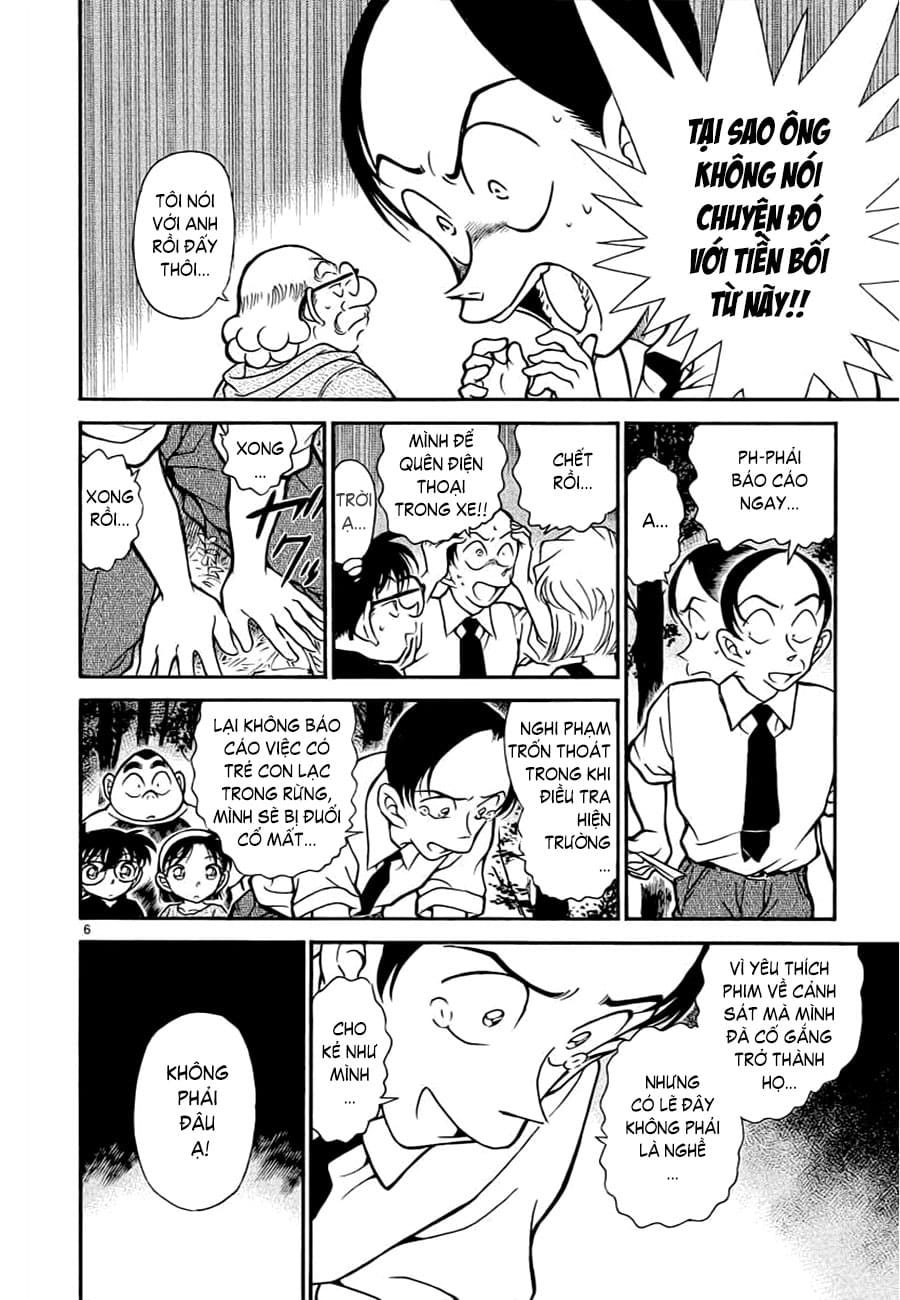 TẠI SAO ÔNG
KHÔNG NÓI
CHUYỆN ĐÓ
VỚI TIỀN BỐI
TỪ NÃY!!
TÔI NÓI
VỚI ANH
RỒI ĐẤY
THÔI...
PH-PHẢI
BÁO CÁO
NGAY...
A...
CHẾT
RỒI...
MÌNH ĐỂ
QUÊN ĐIỆN
THOẠI
TRONG XE!!
TRỜI
Ạ...
XONG
...
XONG
RỒI...
NGHI PHẠM
TRỐN THOÁT
TRONG KHI
ĐIỀU TRA
HIỆN
TRƯỜNG
...
LẠI KHÔNG BÁO
CÁO VIỆC CÓ
TRẺ CON LẠC
TRONG RỪNG,
MÌNH SẼ BỊ ĐUỔI
CỔ MẤT...
6
VÌ YÊU THÍCH
PHIM VỀ CẢNH
SÁT MÀ MÌNH
ĐÀ CỐ GẮNG
TRỞ THÀNH
HỌ...
NHƯNG
CÓ LẼ ĐÂY
KHÔNG PHẢI
LÀ NGHỀ
...
CHO
KẺ NHƯ
MÌNH
...
KHÔNG
PHẢI
ĐÂU
Ạ!